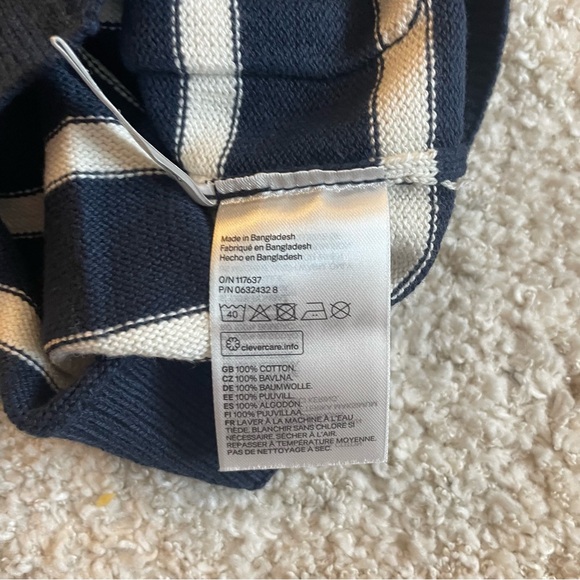 Made in Bangladesh
Fabriqué en Bangladesh
Hecho en Bangladesh
O/N 117637
P/N 0632432 8
40
clevercare.info
GB 100% COTTON.
CZ 100% BAVLNA.
DE 100% BAUMWOLLE.
EE 100% PUUVILL.
ES 100% ALGODON.
FI 100% PUUVILLAA.
FR LAVER À LA MACHINE À L'EAU
TIÈDE, BLANCHIR SANS CHLORE SI
NÉCESSAIRE, SÉCHER À L'AIR.
REPASSER À TEMPÉRATURE MOYENNE.
PAS DE NETTOYAGE À SEC.